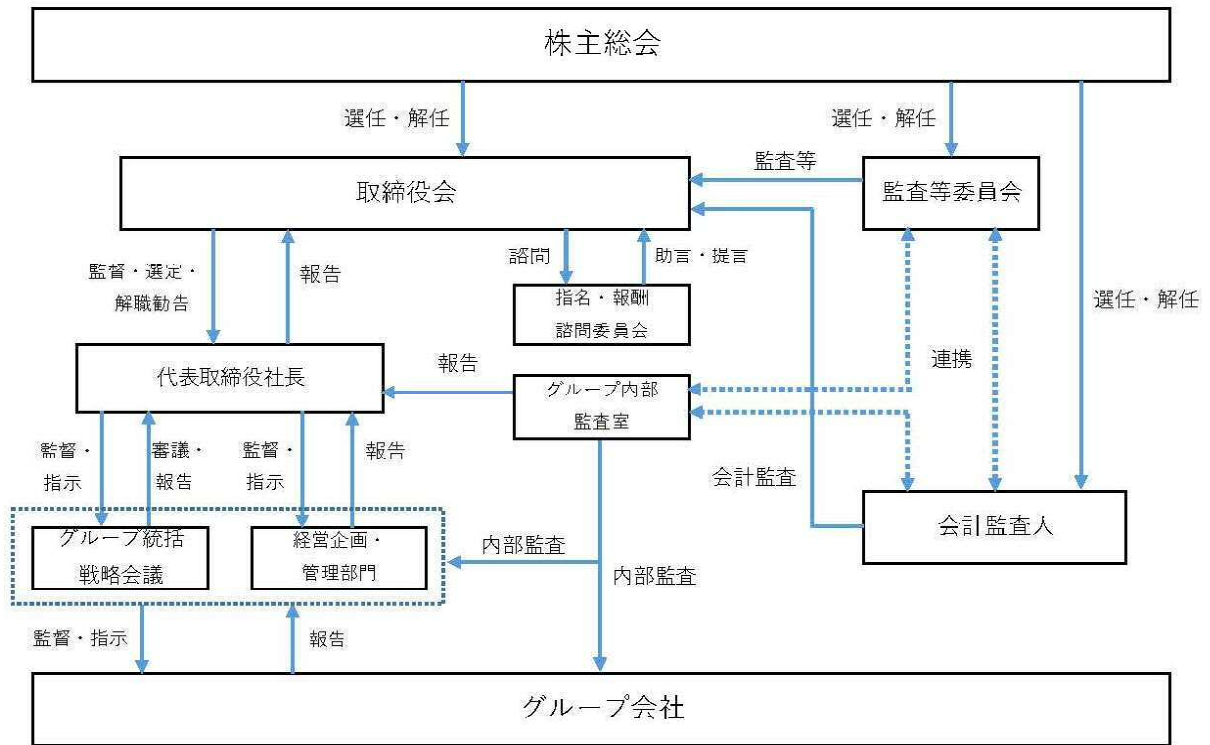 株主総会
選任・解任
選任・解任
監査等
取締役会
監査等委員会
監督・選定・
解職勧告
報告
諮問
助言・提言
指名・報酬
諮問委員会
選任・解任
連携
代表取締役社長
報告
グループ内部
監査室
監督・
指示
審議・
報告
監督・
指示
報告
会計監査
会計監査人
グループ統括
戦略会議
経営企画・
管理部門
内部監査
内部監査
監督・指示
報告
グループ会社